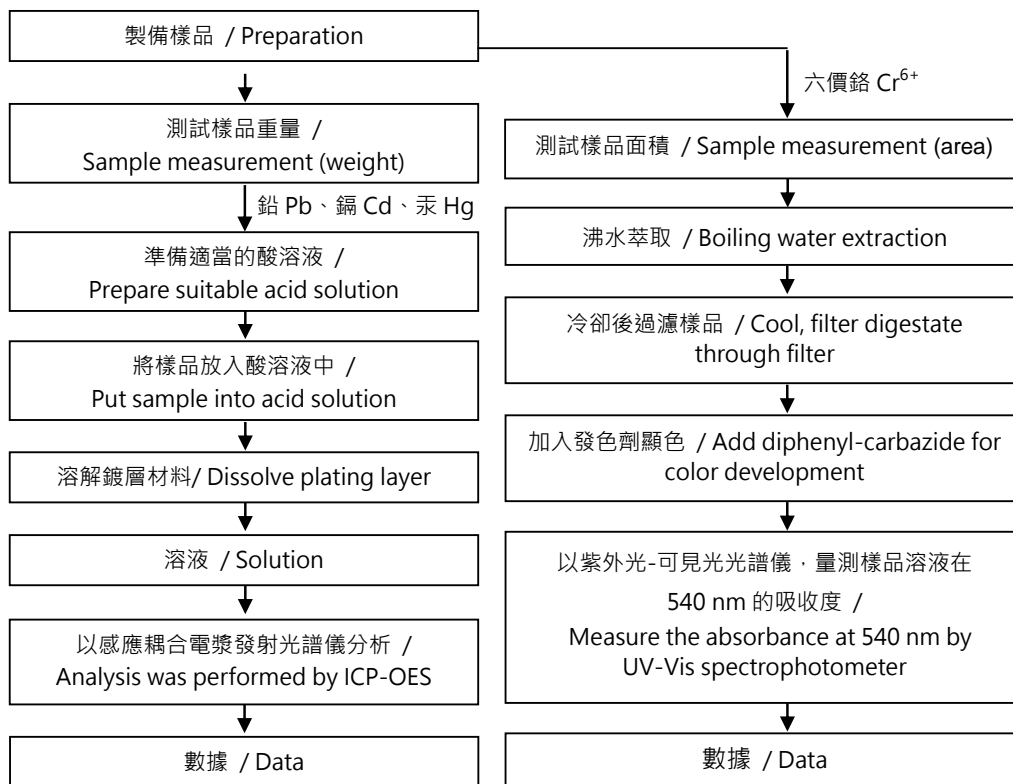 製備樣品 / Preparation
測試樣品重量 /
Sample measurement (weight)
鉛 Pb、鎘 Cd、汞 Hg
準備適當的酸溶液 /
Prepare suitable acid solution
將樣品放入酸溶液中 /
Put sample into acid solution
溶解鍍層材料/ Dissolve plating layer
溶液 / Solution
以感應耦合電漿發射光譜儀分析 /
Analysis was performed by ICP-OES
數據 / Data
六價鉻 Cr⁶⁺
測試樣品面積 / Sample measurement (area)
沸水萃取 / Boiling water extraction
冷卻後過濾樣品 / Cool, filter digestate
through filter
加入發色劑顯色 / Add diphenyl-carbazide for
color development
以紫外光-可見光光譜儀，量測樣品溶液在
540 nm 的吸收度 /
Measure the absorbance at 540 nm by
UV-Vis spectrophotometer
數據 / Data